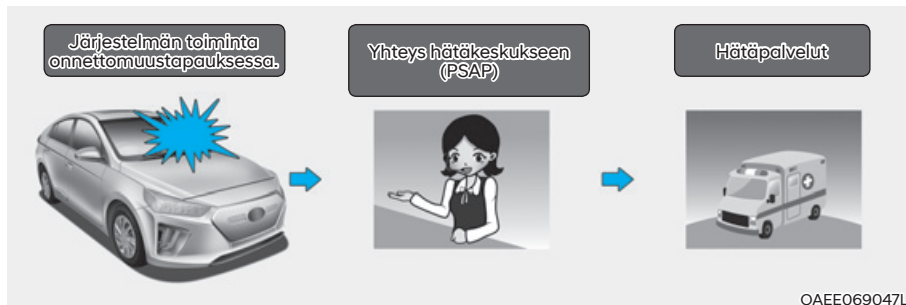 Järjestelmän toiminta
onnettomuustapauksessa.
Yhteys hätäkeskukseen
(PSAP)
Hätäpalvelut
OAEE069047L